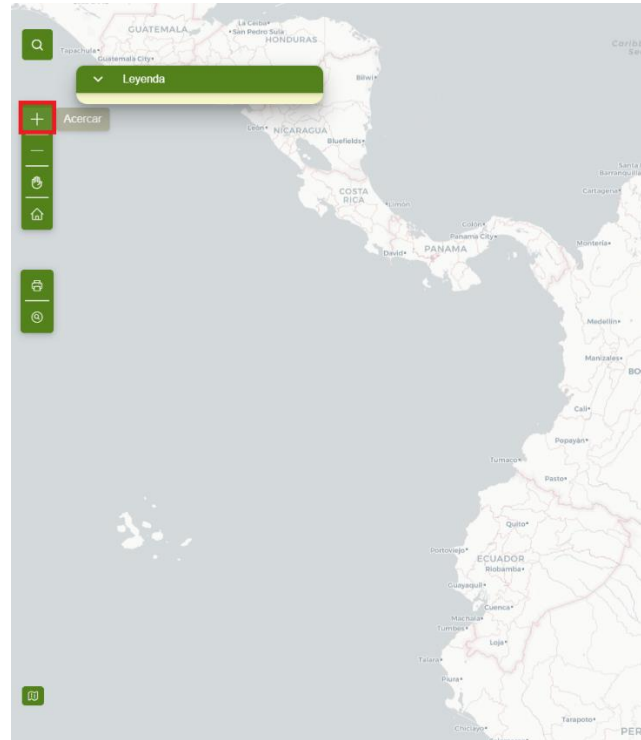 La Ceiba
GUATEMALA
San Pedro Sula
HONDURAS
Tapachula
Guatemala City
Leyenda
Bilwi
Acercar
León
NICARAGUA
Bluefields
COSTA
RICA
Limón
Barranquilla
Cartagena
Colón
Panama City
PANAMA
David
Montería
Medellín
Manizales
BO
Cali
Popayán
Tumaco
Pasto
Quito
Portoviejo
ECUADOR
Riobamba
Guayaquil
Cuenca
Machala
Tumbes
Loja
Talara
Piura
Tarapoto
Chiclayo
PER